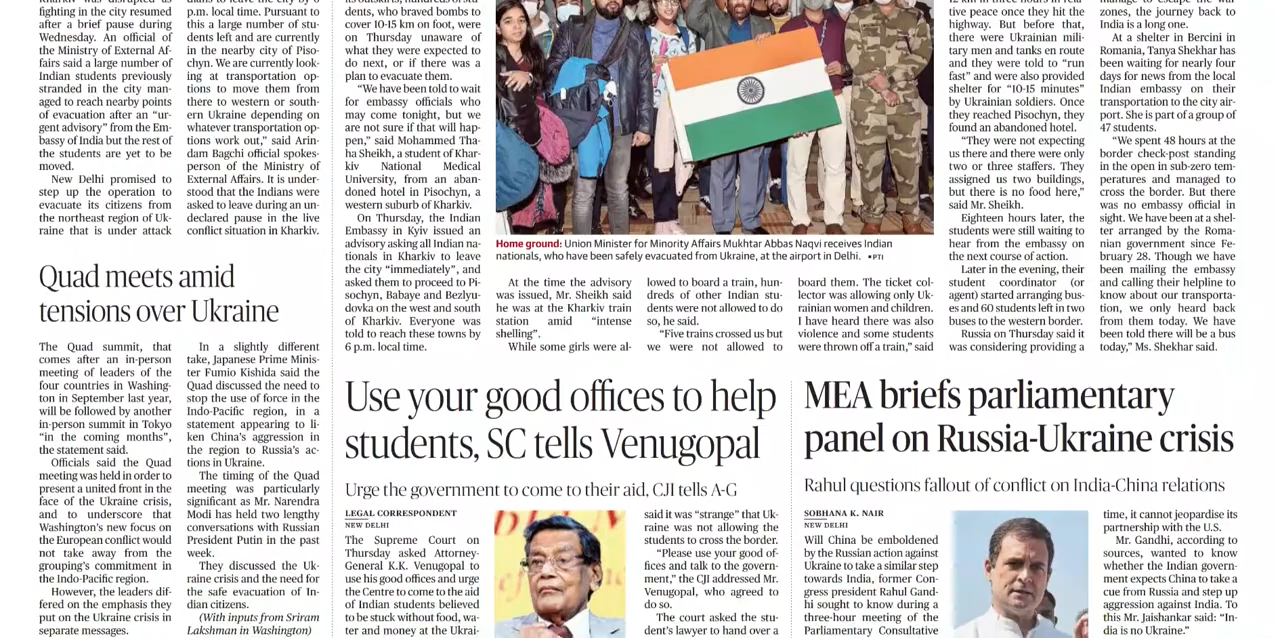 fighting in the city resumed
after a brief pause during
Wednesday. An official of
the Ministry of External Af-
fairs said a large number of
Indian students previously
stranded in the city man-
aged to reach nearby points
of evacuation after an “ur-
gent advisory” from the Em-
bassy of India but the rest of
the students are yet to be
moved.
New Delhi promised to
step up the operation to
evacuate its citizens from
the northeast region of Uk-
raine that is under attack
p.m. local time. Pursuant to
this a large number of stu-
dents left and are currently
in the nearby city of Piso-
chyn. We are currently look-
ing at transportation op-
tions to move them from
there to western or south-
ern Ukraine depending on
whatever transportation op-
tions work out,” said Arin-
dam Bagchi official spokes-
person of the Ministry of
External Affairs. It is under-
stood that the Indians were
asked to leave during an un-
declared pause in the live
conflict situation in Kharkiv.
Quad meets amid
tensions over Ukraine
The Quad summit, that
comes after an in-person
meeting of leaders of the
four countries in Washing-
ton in September last year,
will be followed by another
in-person summit in Tokyo
“in the coming months”,
the statement said.
Officials said the Quad
meeting was held in order to
present a united front in the
face of the Ukraine crisis,
and to underscore that
Washington’s new focus on
the European conflict would
not take away from the
grouping’s commitment in
the Indo-Pacific region.
However, the leaders dif-
fered on the emphasis they
put on the Ukraine crisis in
separate messages.
In a slightly different
take, Japanese Prime Minis-
ter Fumio Kishida said the
Quad discussed the need to
stop the use of force in the
Indo-Pacific region, in a
statement appearing to li-
ken China’s aggression in
the region to Russia’s ac-
tions in Ukraine.
The timing of the Quad
meeting was particularly
significant as Mr. Narendra
Modi has held two lengthy
conversations with Russian
President Putin in the past
week.
They discussed the Uk-
raine crisis and the need for
the safe evacuation of In-
dian citizens.
(With inputs from Sriram
Lakshman in Washington)
dents, who braved bombs to
cover 10-15 km on foot, were
on Thursday unaware of
what they were expected to
do next, or if there was a
plan to evacuate them.
“We have been told to wait
for embassy officials who
may come tonight, but we
are not sure if that will hap-
pen,” said Mohammed Tha-
ha Sheikh, a student of Khar-
kiv National Medical
University, from an aban-
doned hotel in Pisochyn, a
western suburb of Kharkiv.
On Thursday, the Indian
Embassy in Kyiv issued an
advisory asking all Indian na-
tionals in Kharkiv to leave
the city “immediately”, and
asked them to proceed to Pi-
sochyn, Babaye and Bezlyu-
dovka on the west and south
of Kharkiv. Everyone was
told to reach these towns by
6 p.m. local time.
Home ground: Union Minister for Minority Affairs Mukhtar Abbas Naqvi receives Indian
nationals, who have been safely evacuated from Ukraine, at the airport in Delhi. ▪PTI
At the time the advisory
was issued, Mr. Sheikh said
he was at the Kharkiv train
station amid “intense
shelling”.
While some girls were al-
lowed to board a train, hun-
dreds of other Indian stu-
dents were not allowed to do
so, he said.
“Five trains crossed us but
we were not allowed to
board them. The ticket col-
lector was allowing only Uk-
rainian women and children.
I have heard there was also
violence and some students
were thrown off a train,” said
tive peace once they hit the
highway. But before that,
there were Ukrainian mili-
tary men and tanks en route
and they were told to “run
fast” and were also provided
shelter for “10-15 minutes”
by Ukrainian soldiers. Once
they reached Pisochyn, they
found an abandoned hotel.
“They were not expecting
us there and there were only
two or three staffers. They
assigned us two buildings,
but there is no food here,”
said Mr. Sheikh.
Eighteen hours later, the
students were still waiting to
hear from the embassy on
the next course of action.
Later in the evening, their
student coordinator (or
agent) started arranging bus-
es and 60 students left in two
buses to the western border.
Russia on Thursday said it
was considering providing a
zones, the journey back to
India is a long one.
At a shelter in Bercini in
Romania, Tanya Shekhar has
been waiting for nearly four
days for news from the local
Indian embassy on their
transportation to the city air-
port. She is part of a group of
47 students.
“We spent 48 hours at the
border check-post standing
in the open in sub-zero tem-
peratures and managed to
cross the border. But there
was no embassy official in
sight. We have been at a shel-
ter arranged by the Roma-
nian government since Fe-
bruary 28. Though we have
been mailing the embassy
and calling their helpline to
know about our transporta-
tion, we only heard back
from them today. We have
been told there will be a bus
today,” Ms. Shekhar said.
Use your good offices to help
students, SC tells Venugopal
Urge the government to come to their aid, CJI tells A-G
LEGAL CORRESPONDENT
NEW DELHI
The Supreme Court on
Thursday asked Attorney-
General K.K. Venugopal to
use his good offices and urge
the Centre to come to the aid
of Indian students believed
to be stuck without food, wa-
ter and money at the Ukrai-
said it was “strange” that Uk-
raine was not allowing the
students to cross the border.
“Please use your good of-
fices and talk to the govern-
ment,” the CJI addressed Mr.
Venugopal, who agreed to
do so.
The court asked the stu-
dent’s lawyer to hand over a
MEA briefs parliamentary
panel on Russia-Ukraine crisis
Rahul questions fallout of conflict on India-China relations
SOBHANA K. NAIR
NEW DELHI
Will China be emboldened
by the Russian action against
Ukraine to take a similar step
towards India, former Con-
gress president Rahul Gand-
hi sought to know during a
three-hour meeting of the
Parliamentary Consultative
time, it cannot jeopardise its
partnership with the U.S.
Mr. Gandhi, according to
sources, wanted to know
whether the Indian govern-
ment expects China to take a
cue from Russia and step up
aggression against India. To
this Mr. Jaishankar said: “In-
dia is no Ukraine.”